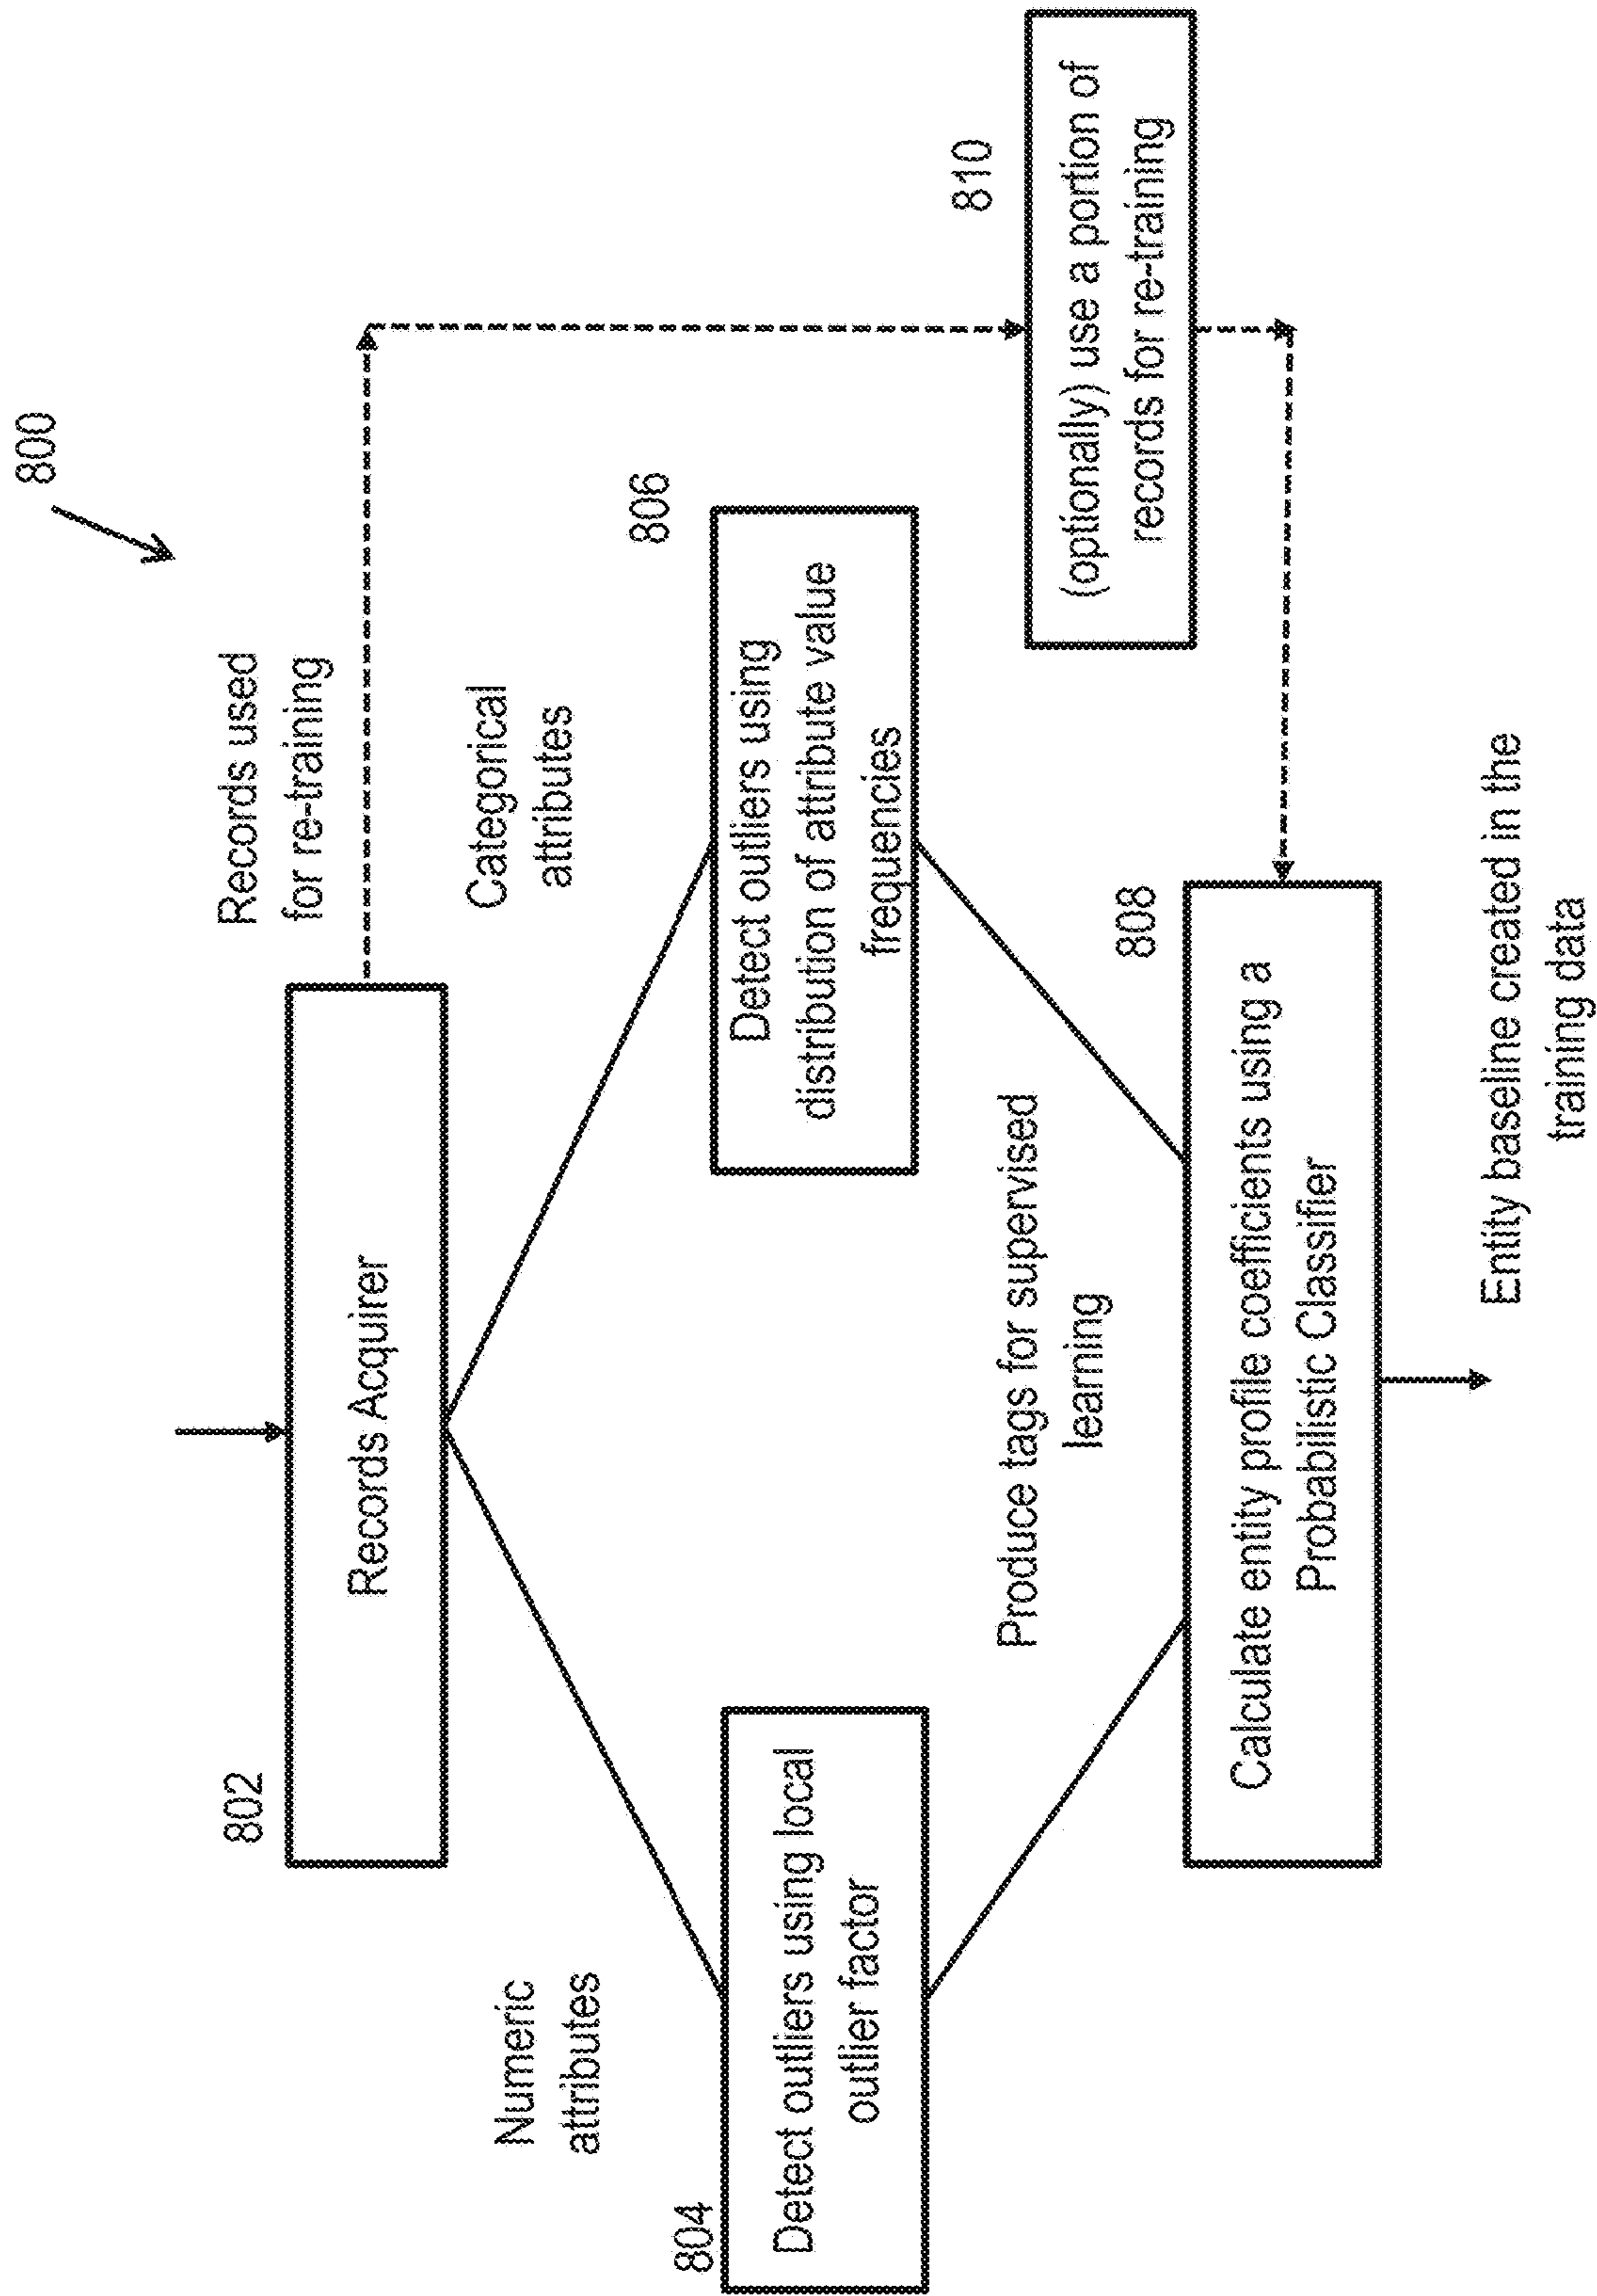 800
802
Records Acquirer
Records used
for re-training
Numeric
attributes
Categorical
attributes
804
Detect outliers using local
outlier factor
806
Detect outliers using
distribution of attribute value
frequencies
810
(optionally) use a portion of
records for re-training
Produce tags for supervised
learning
808
Calculate entity profile coefficients using a
Probabilistic Classifier
Entity baseline created in the
training data